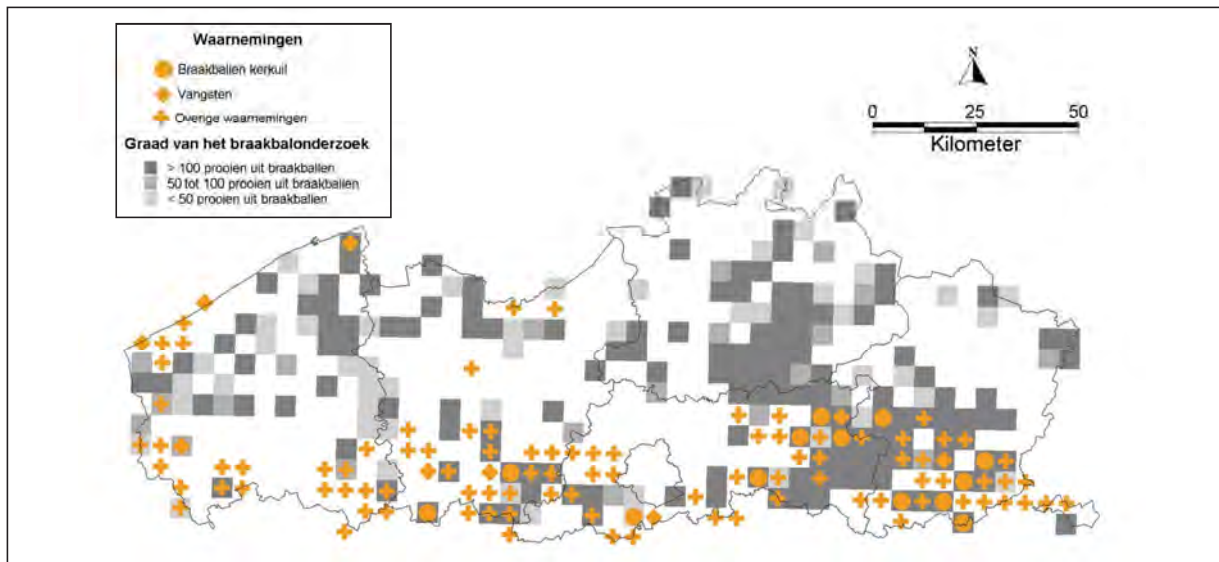 Waarnemingen
Braakballen kerkuil
Vangsten
Overige waarnemingen
Graad van het braakbalonderzoek
> 100 prooien uit braakballen
50 tot 100 prooien uit braakballen
< 50 prooien uit braakballen
N
0 25 50
Kilometer